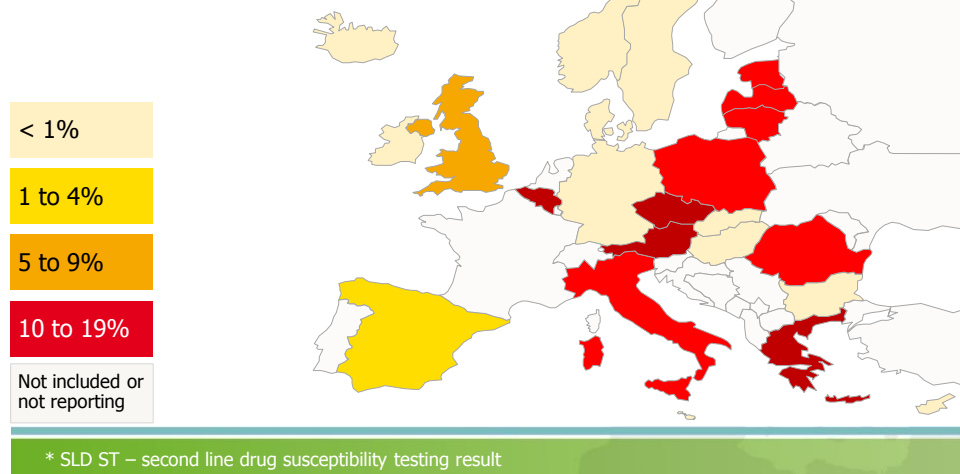 < 1%
1 to 4%
5 to 9%
10 to 19%
Not included or
not reporting
* SLD ST – second line drug susceptibility testing result